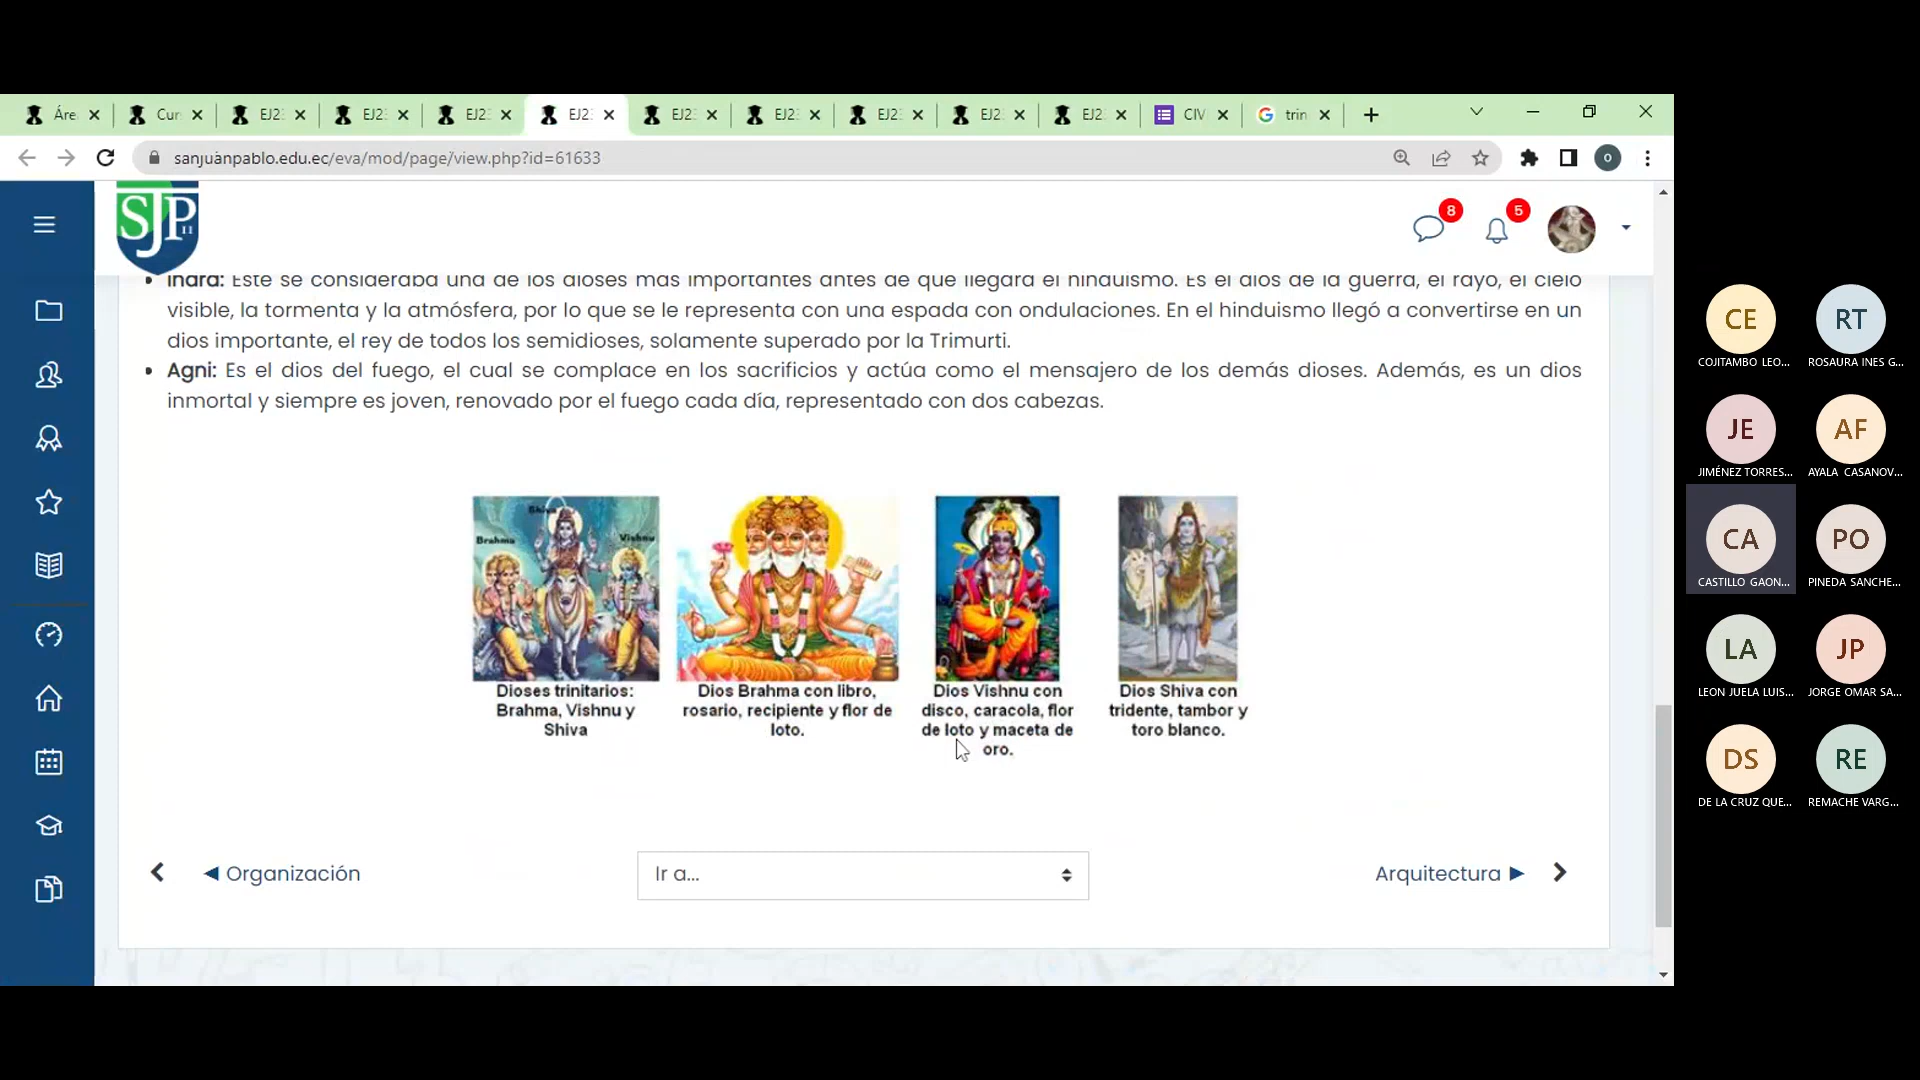 Áre
Cur
EJ2:
EJ2:
EJ2:
EJ2:
EJ2:
EJ2:
EJ2:
EJ2:
EJ2:
CIV
trin
sanjuanpablo.edu.ec/eva/mod/page/view.php?id=61633
O
SJP
II
8
5
• Indra: Este se consideraba una de los dioses más importantes antes de que llegara el hinduismo. Es el dios de la guerra, el rayo, el cielo
visible, la tormenta y la atmósfera, por lo que se le representa con una espada con ondulaciones. En el hinduismo llegó a convertirse en un
dios importante, el rey de todos los semidioses, solamente superado por la Trimurti.
• Agni: Es el dios del fuego, el cual se complace en los sacrificios y actúa como el mensajero de los demás dioses. Además, es un dios
inmortal y siempre es joven, renovado por el fuego cada día, representado con dos cabezas.
Shiva
Brahma
Vishnu
Dioses trinitarios:
Brahma, Vishnu y
Shiva
Dios Brahma con libro,
rosario, recipiente y flor de
loto.
Dios Vishnu con
disco, caracola, flor
de loto y maceta de
oro.
Dios Shiva con
tridente, tambor y
toro blanco.
◄ Organización
Ir a...
Arquitectura ►
CE
COJITAMBO LEO...
RT
ROSAURA INES G...
JE
JIMÉNEZ TORRES...
AF
AYALA CASANOV...
CA
CASTILLO GAON...
PO
PINEDA SANCHE...
LA
LEON JUELA LUIS...
JP
JORGE OMAR SA...
DS
DE LA CRUZ QUE...
RE
REMACHE VARG...